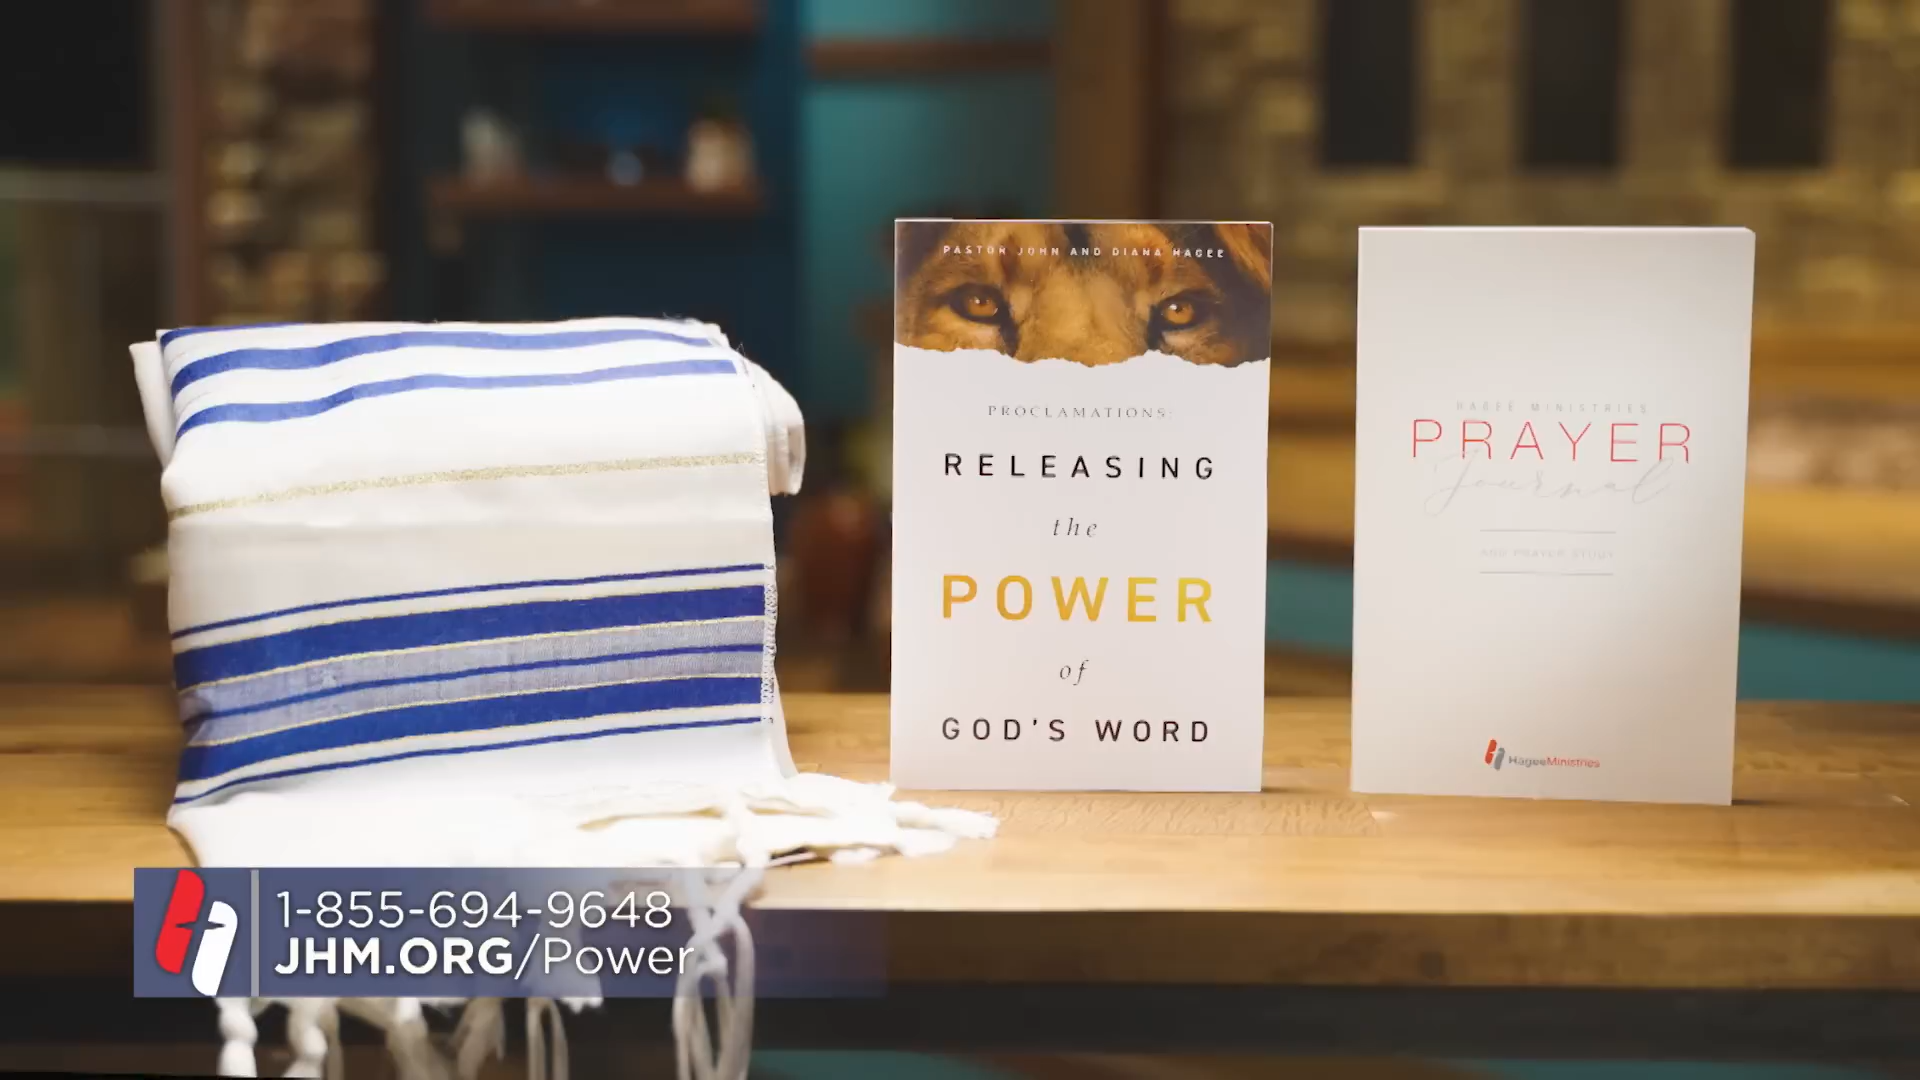 PASTOR JOHN AND DIANA HAGEE
PROCLAMATIONS:
RELEASING
the
POWER
of
GOD'S WORD
HAGEE MINISTRIES
PRAYER
Journal
AND PRAYER STUDY
HageeMinistries
1-855-694-9648
JHM.ORG/Power